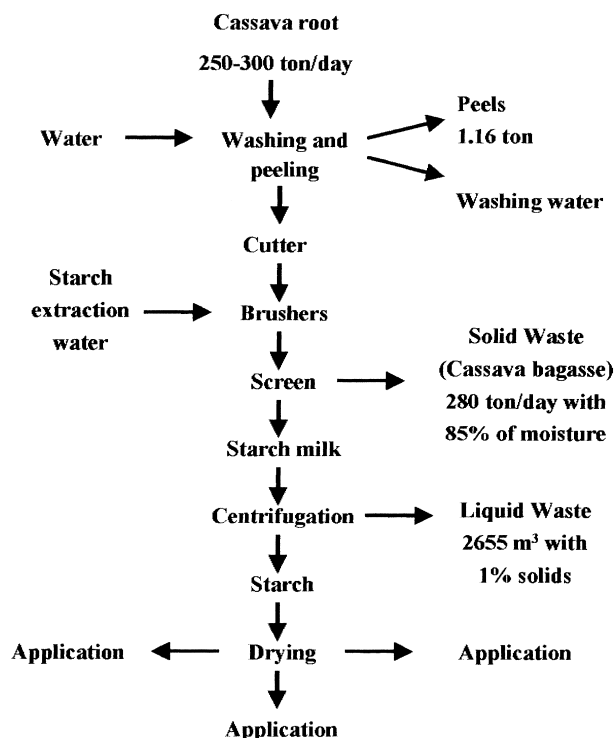 Cassava root
250-300 ton/day
Peels
1.16 ton
Water
Washing and
peeling
Washing water
Cutter
Starch
extraction
water
Brushers
Solid Waste
(Cassava bagasse)
280 ton/day with
85% of moisture
Screen
Starch milk
Centrifugation
Liquid Waste
2655 m³ with
1% solids
Starch
Application
Drying
Application
Application